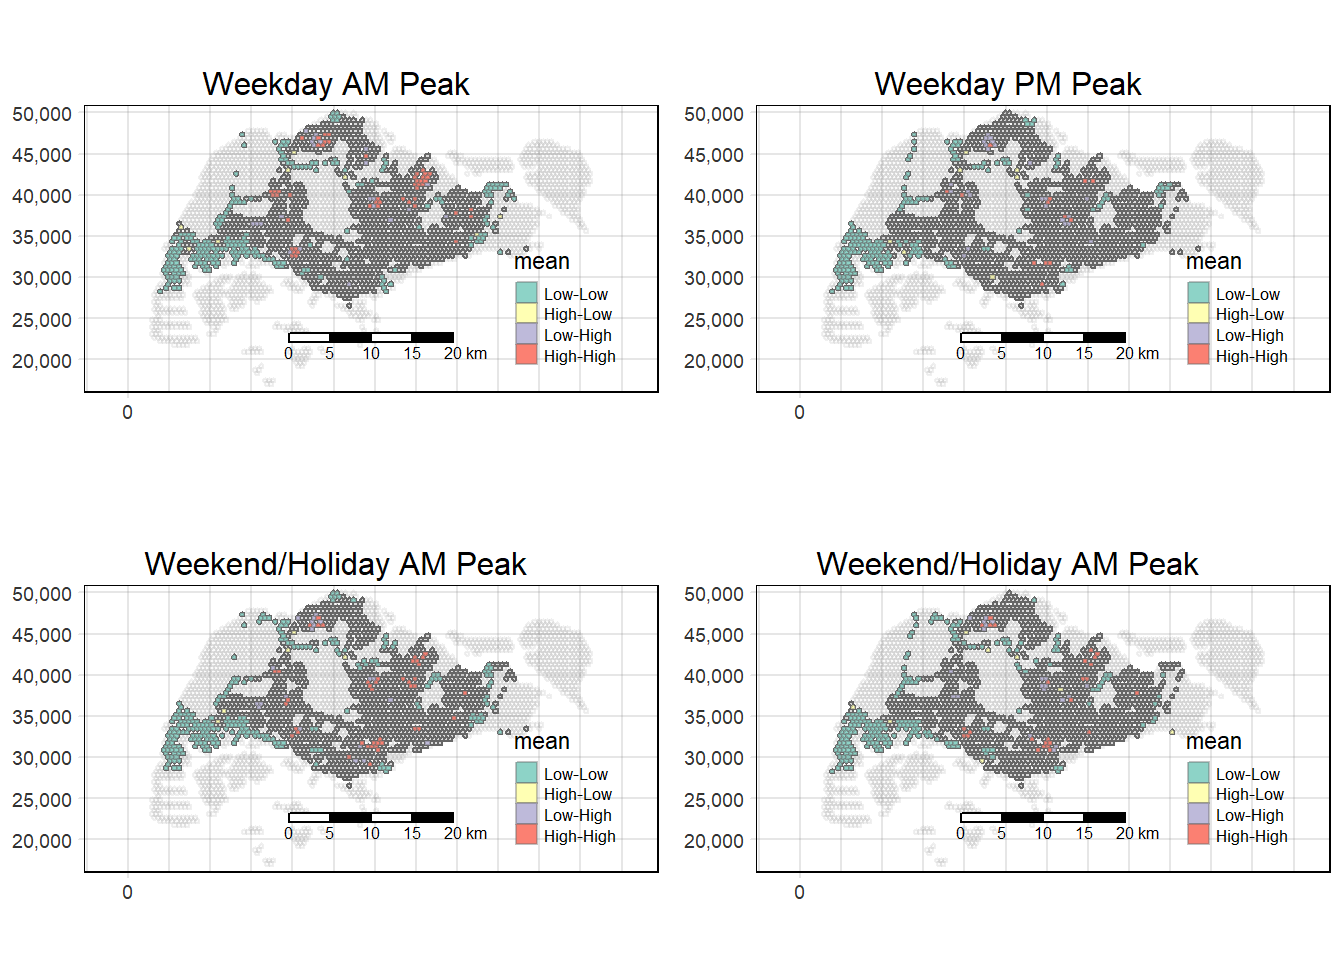 Weekday AM Peak
50,000
45,000
40,000
35,000
30,000
25,000
20,000
0
mean
Low-Low
High-Low
Low-High
High-High
0 5 10 15 20 km
Weekday PM Peak
50,000
45,000
40,000
35,000
30,000
25,000
20,000
0
mean
Low-Low
High-Low
Low-High
High-High
0 5 10 15 20 km
Weekend/Holiday AM Peak
50,000
45,000
40,000
35,000
30,000
25,000
20,000
0
mean
Low-Low
High-Low
Low-High
High-High
0 5 10 15 20 km
Weekend/Holiday AM Peak
50,000
45,000
40,000
35,000
30,000
25,000
20,000
0
mean
Low-Low
High-Low
Low-High
High-High
0 5 10 15 20 km